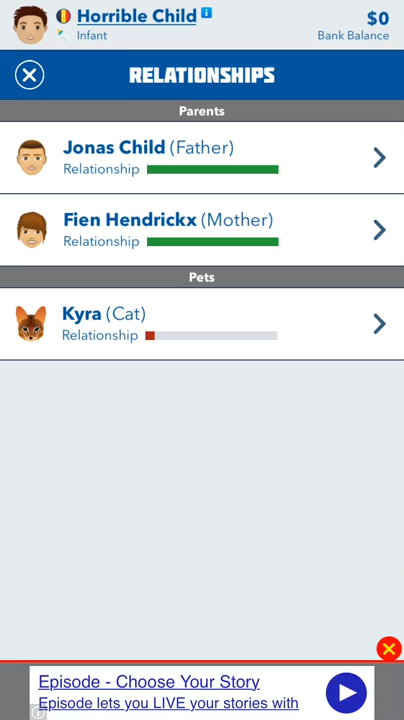 Horrible Child i
$0
Infant
Bank Balance
RELATIONSHIPS
Parents
Jonas Child (Father)
Relationship
Fien Hendrickx (Mother)
Relationship
Pets
Kyra (Cat)
Relationship
Episode - Choose Your Story
Episode lets you LIVE your stories with